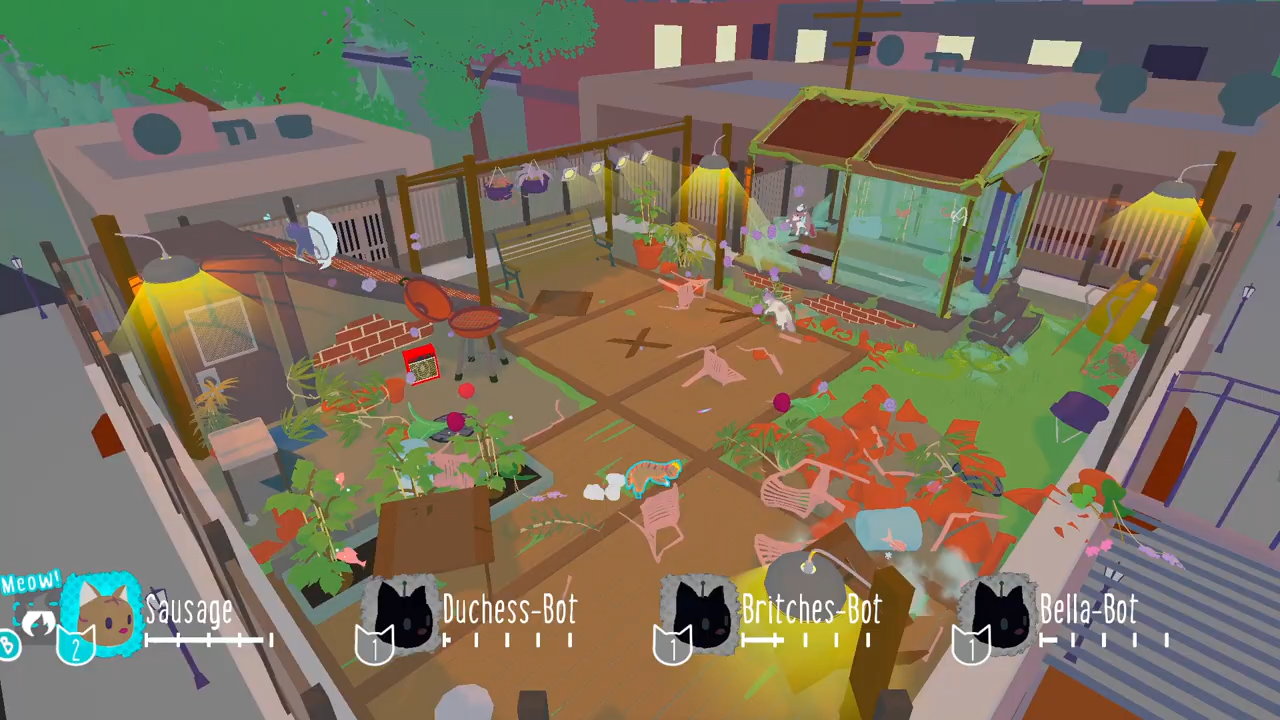 Meow!
B
2
Sausage
1
Duchess-Bot
1
Britches-Bot
1
Bella-Bot